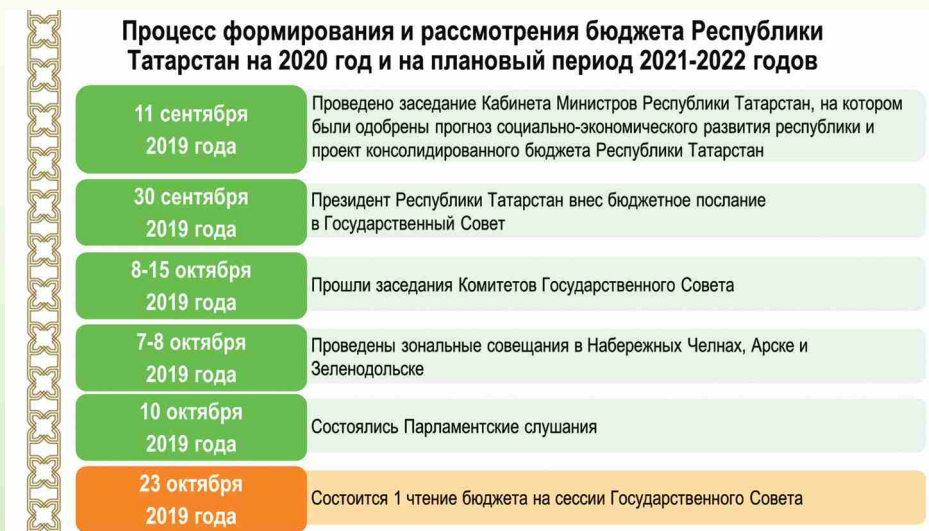 Процесс формирования и рассмотрения бюджета Республики
Татарстан на 2020 год и на плановый период 2021-2022 годов
11 сентября
2019 года
Проведено заседание Кабинета Министров Республики Татарстан, на котором
были одобрены прогноз социально-экономического развития республики и
проект консолидированного бюджета Республики Татарстан
30 сентября
2019 года
Президент Республики Татарстан внес бюджетное послание
в Государственный Совет
8-15 октября
2019 года
Прошли заседания Комитетов Государственного Совета
7-8 октября
2019 года
Проведены зональные совещания в Набережных Челнах, Арске и
Зеленодольске
10 октября
2019 года
Состоялись Парламентские слушания
23 октября
2019 года
Состоится 1 чтение бюджета на сессии Государственного Совета